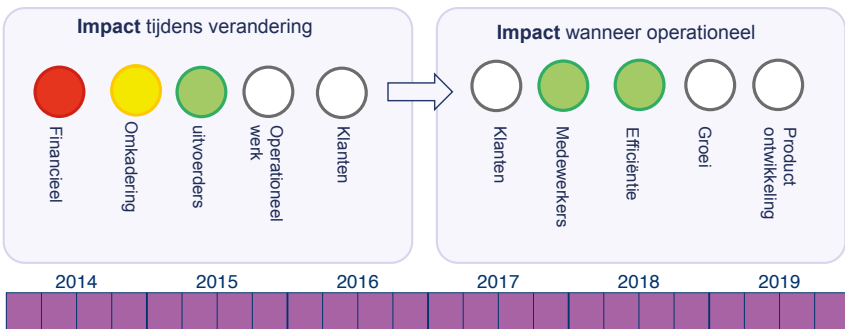 Impact tijdens verandering
Financieel
Omkadering
uitvoerders
Operationeel
werk
Klanten
Impact wanneer operationeel
Klanten
Medewerkers
Efficiëntie
Groei
Product
ontwikkeling
2014 2015 2016 2017 2018 2019